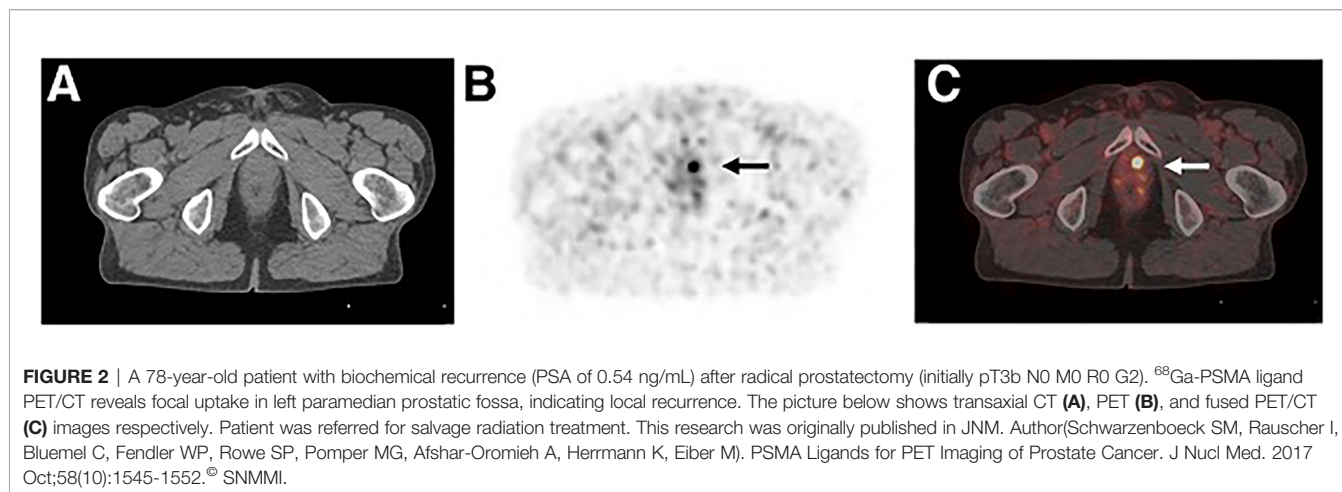 A
B
C
FIGURE 2 | A 78-year-old patient with biochemical recurrence (PSA of 0.54 ng/mL) after radical prostatectomy (initially pT3b N0 M0 R0 G2). ⁶⁸Ga-PSMA ligand
PET/CT reveals focal uptake in left paramedian prostatic fossa, indicating local recurrence. The picture below shows transaxial CT (A), PET (B), and fused PET/CT
(C) images respectively. Patient was referred for salvage radiation treatment. This research was originally published in JNM. Author(Schwarzenboeck SM, Rauscher I,
Bluemel C, Fendler WP, Rowe SP, Pomper MG, Afshar-Oromieh A, Herrmann K, Eiber M). PSMA Ligands for PET Imaging of Prostate Cancer. J Nucl Med. 2017
Oct;58(10):1545-1552.© SNMMI.